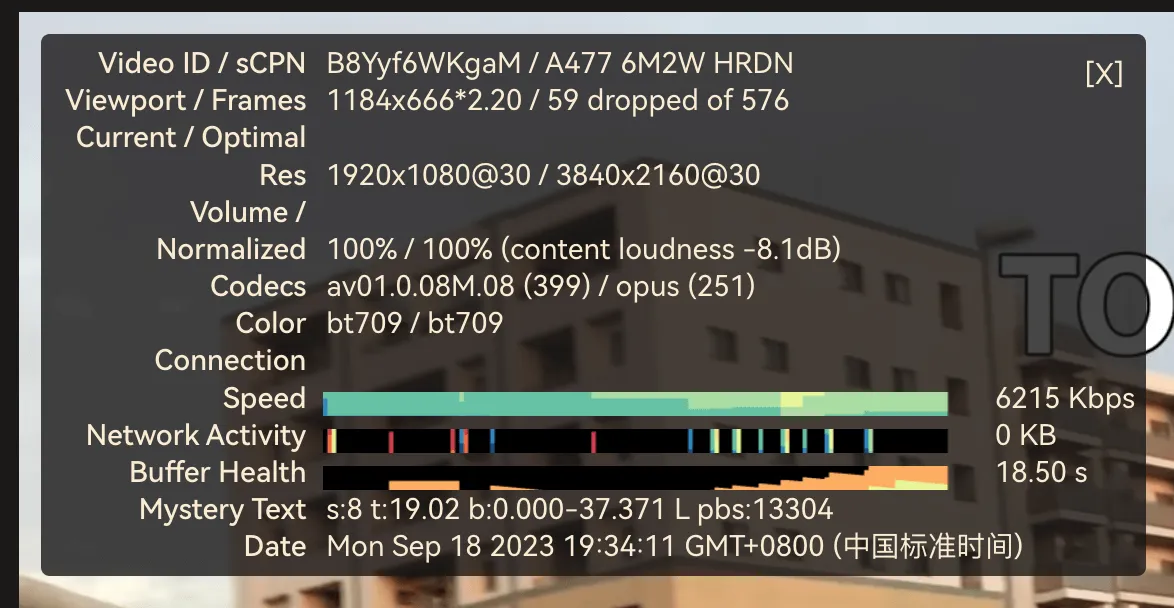 Video ID / sCPN B8Yyf6WKgaM / A477 6M2W HRDN
[X]
Viewport / Frames 1184x666*2.20 / 59 dropped of 576
Current / Optimal
Res 1920x1080@30 / 3840x2160@30
Volume /
Normalized 100% / 100% (content loudness -8.1dB)
Codecs av01.0.08M.08 (399) / opus (251)
Color bt709 / bt709
Connection
Speed 6215 Kbps
Network Activity 0 KB
Buffer Health 18.50 s
Mystery Text s:8 t:19.02 b:0.000-37.371 L pbs:13304
Date Mon Sep 18 2023 19:34:11 GMT+0800 (中国标准时间)
TO